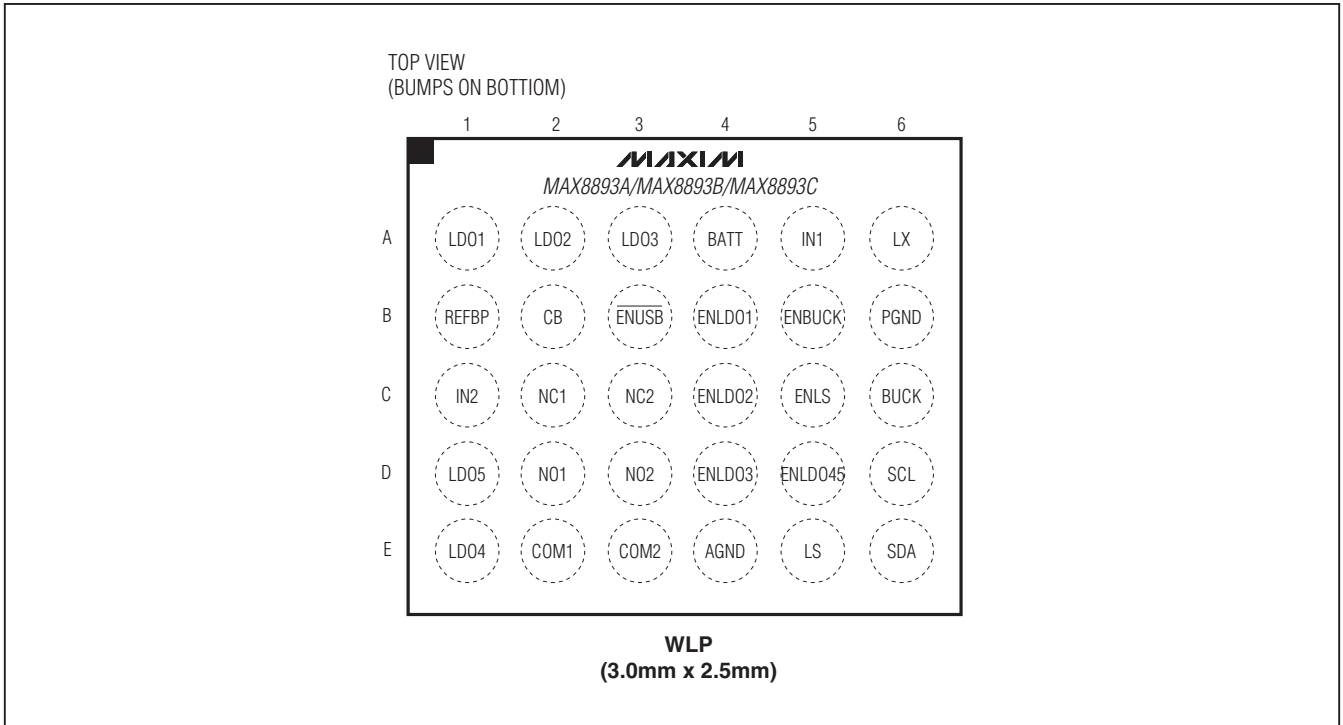 TOP VIEW
(BUMPS ON BOTTIOM)
1 2 3 4 5 6
MAXIM
MAX8893A/MAX8893B/MAX8893C
A LDO1 LDO2 LDO3 BATT IN1 LX
B REFBP CB ENUSB ENLDO1 ENBUCK PGND
C IN2 NC1 NC2 ENLDO2 ENLS BUCK
D LDO5 NO1 NO2 ENLDO3 ENLDO45 SCL
E LDO4 COM1 COM2 AGND LS SDA
WLP
(3.0mm x 2.5mm)